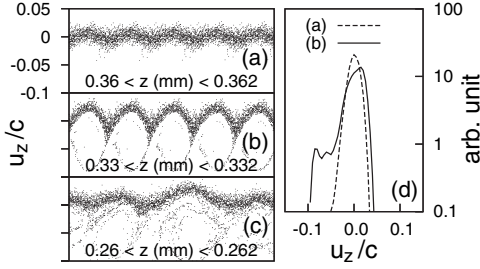 0.05
0
-0.05
-0.1
u_z/c
(a)
0.36 < z (mm) < 0.362
(b)
0.33 < z (mm) < 0.332
(c)
0.26 < z (mm) < 0.262
(a)
(b)
100
10
1
0.1
arb. unit
(d)
-0.1
0.0
0.1
u_z/c